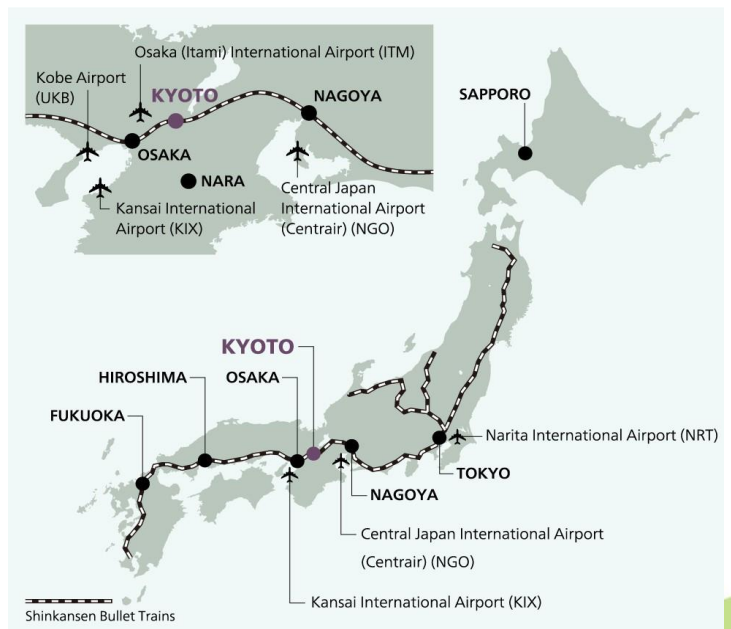 Osaka (Itami) International Airport (ITM)
Kobe Airport
(UKB)
KYOTO
NAGOYA
OSAKA
NARA
Kansai International
Airport (KIX)
Central Japan
International Airport
(Centrair) (NGO)
SAPPORO
KYOTO
HIROSHIMA
OSAKA
FUKUOKA
Narita International Airport (NRT)
TOKYO
NAGOYA
Central Japan International Airport
(Centrair) (NGO)
Kansai International Airport (KIX)
Shinkansen Bullet Trains